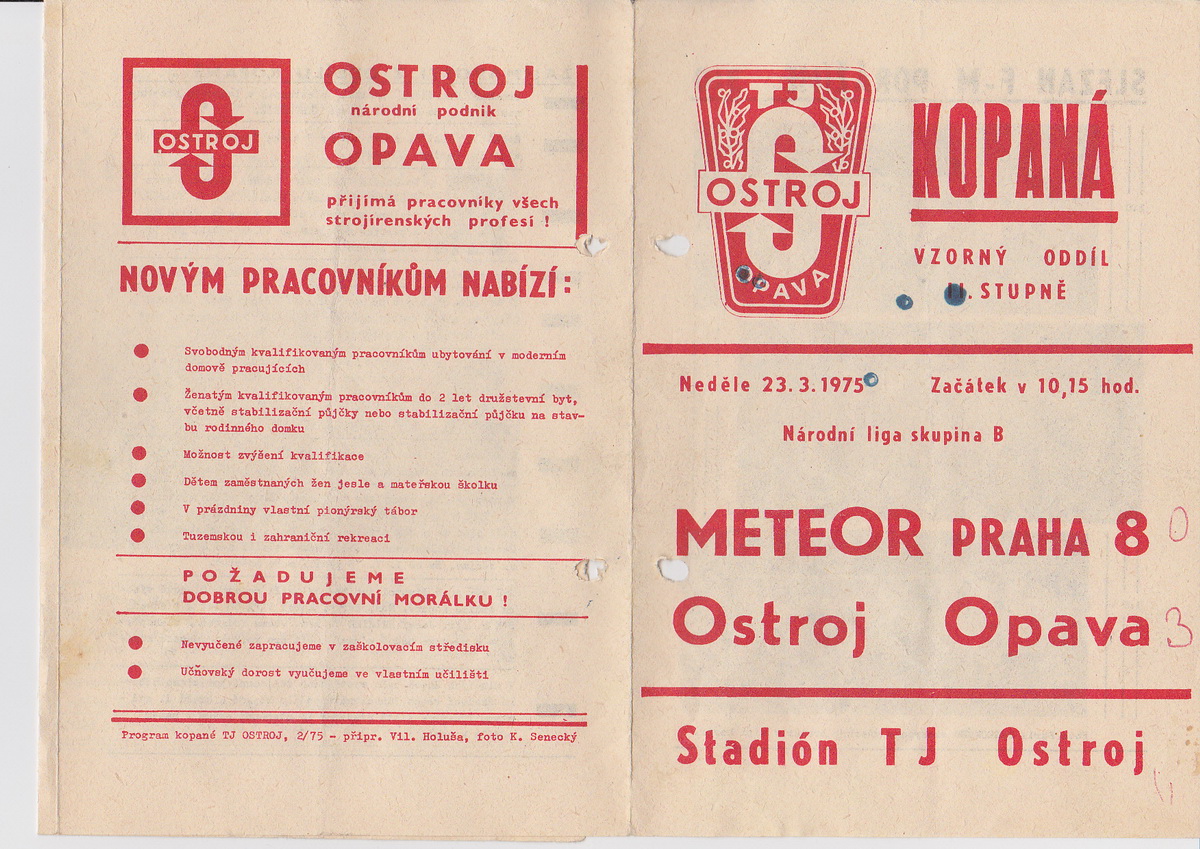 OSTROJ
OSTROJ
národní podnik
OPAVA
přijímá pracovníky všech
strojírenských profesí !
NOVÝM PRACOVNÍKŮM NABÍZÍ:
Svobodným kvalifikovaným pracovníkům ubytování v moderním
domově pracujících
Ženatým kvalifikovaným pracovníkům do 2 let družstevní byt,
včetně stabilizační půjčky nebo stabilizační půjčku na stav-
bu rodinného domku
Možnost zvýšení kvalifikace
Dětem zaměstnaných žen jesle a mateřskou školku
V prázdniny vlastní pionýrský tábor
Tuzemskou i zahraniční rekreaci
POŽADUJEME
DOBROU PRACOVNÍ MORÁLKU !
Nevyučené zapracujeme v zaškolovacím středisku
Učňovský dorost vyučujeme ve vlastním učilišti
Program kopané TJ OSTROJ, 2/75 - připr. Vil. Holuša, foto K. Senecký
TJ
OSTROJ
OPAVA
KOPANÁ
VZORNÝ ODDÍL
II. STUPNĚ
Neděle 23.3.1975
Začátek v 10,15 hod.
Národní liga skupina B
METEOR PRAHA 8 0
Ostroj Opava 3
Stadión TJ Ostroj